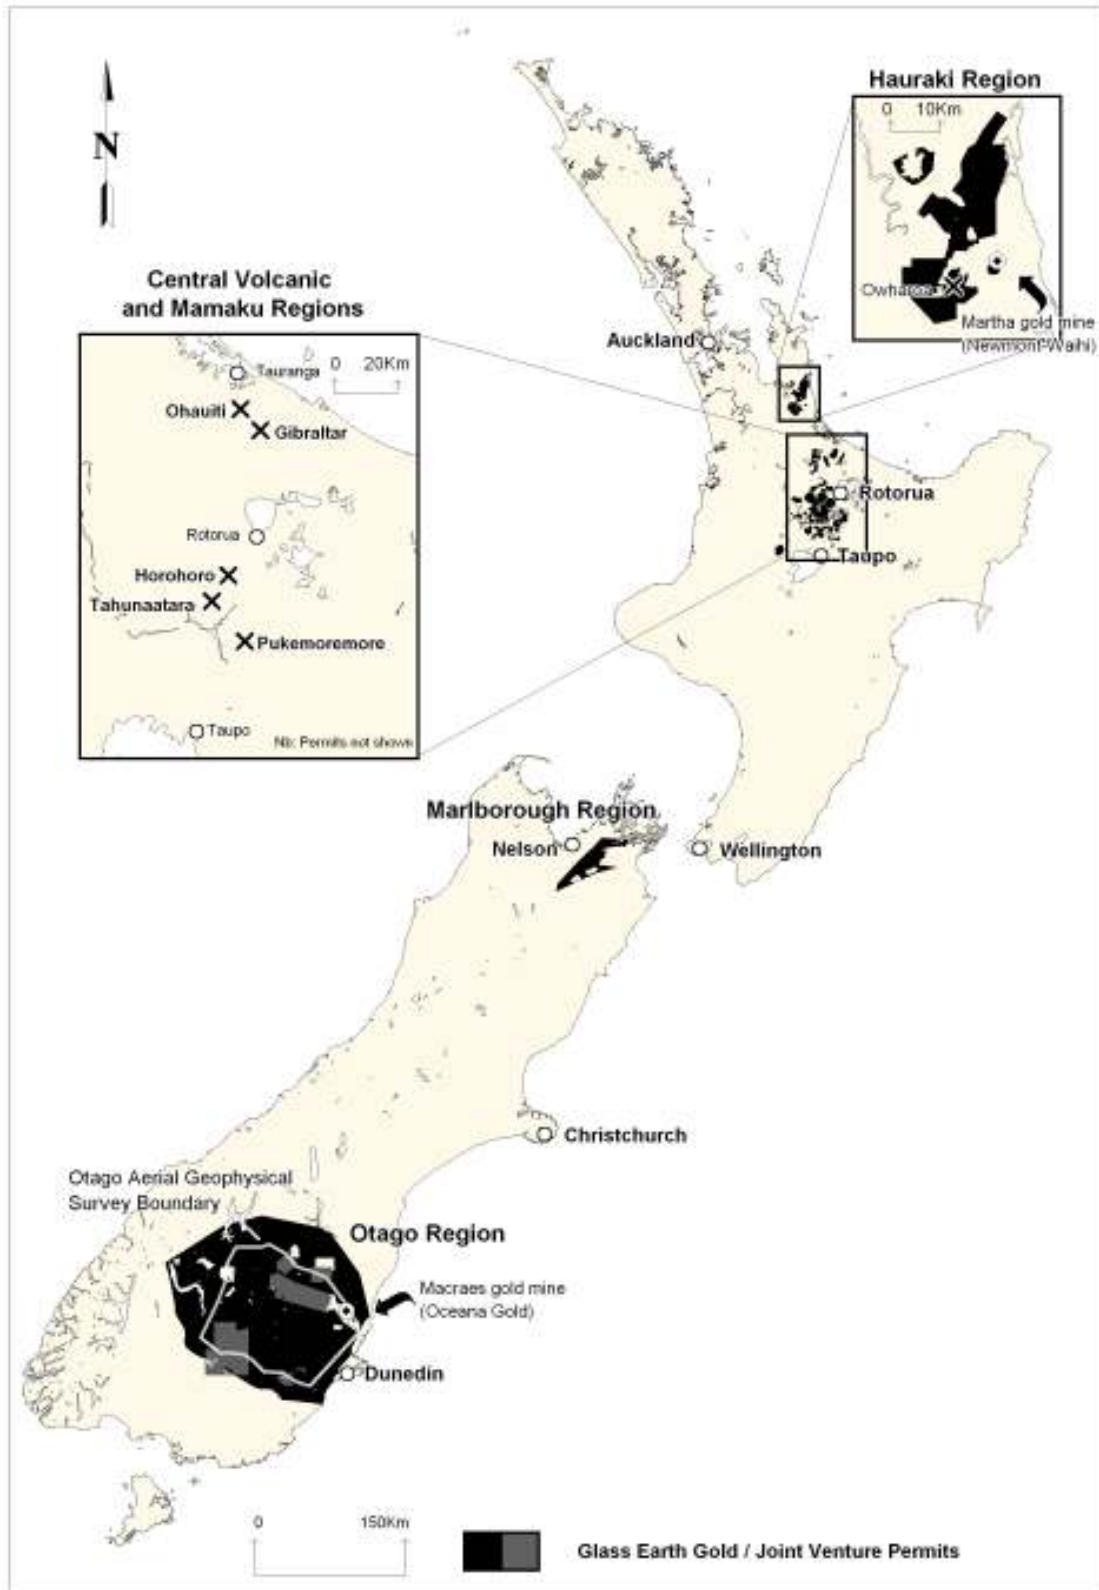 Hauraki Region
0 10Km
N
Owharoa
Martha gold mine
(Newmont-Waihi)
Central Volcanic
and Mamaku Regions
Auckland
Tauranga
0 20Km
Ohauiti
Gibraltar
Rotorua
Rotorua
Taupo
Horohoro
Tahunaatara
Pukemoremore
Taupo
Nb: Permits not shown
Marlborough Region
Nelson
Wellington
Christchurch
Otago Aerial Geophysical
Survey Boundary
Otago Region
Macraes gold mine
(Oceana Gold)
Dunedin
0 150Km
Glass Earth Gold / Joint Venture Permits